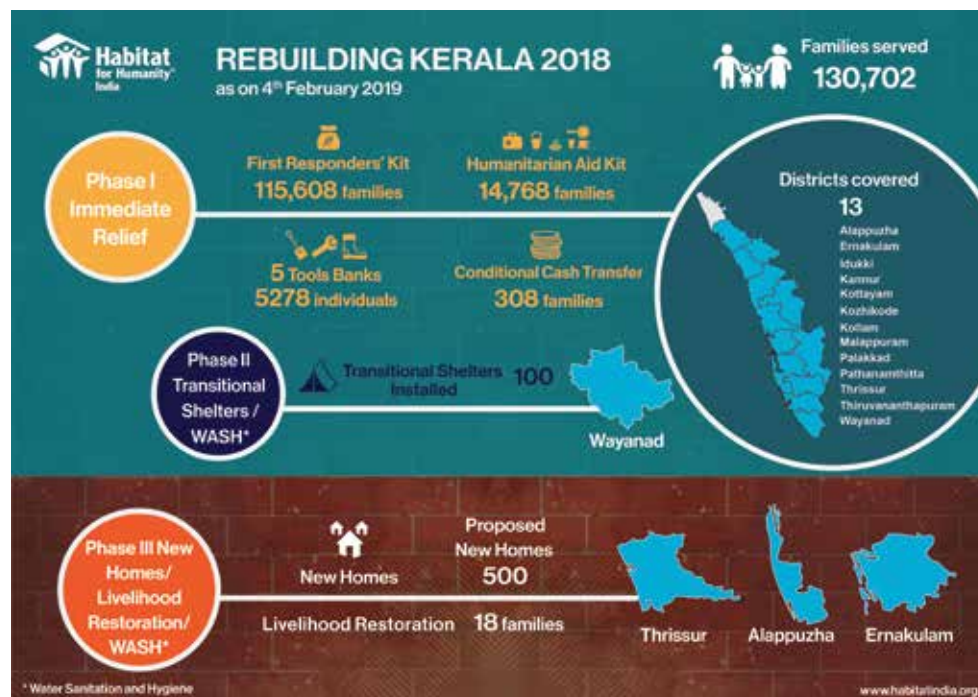 Habitat
for Humanity®
India
REBUILDING KERALA 2018
as on 4th February 2019
Families served
130,702
Phase I
Immediate
Relief
First Responders' Kit
115,608 families
Humanitarian Aid Kit
14,768 families
5 Tools Banks
5278 individuals
Conditional Cash Transfer
308 families
Districts covered
13
Alappuzha
Ernakulam
Idukki
Kannur
Kottayam
Kozhikode
Kollam
Malappuram
Palakkad
Pathanamthitta
Thrissur
Thiruvananthapuram
Wayanad
Phase II
Transitional
Shelters /
WASH*
Transitional Shelters
Installed
100
Wayanad
Phase III New
Homes/
Livelihood
Restoration/
WASH*
New Homes
Proposed
New Homes
500
Livelihood Restoration 18 families
Thrissur
Alappuzha
Ernakulam
* Water Sanitation and Hygiene